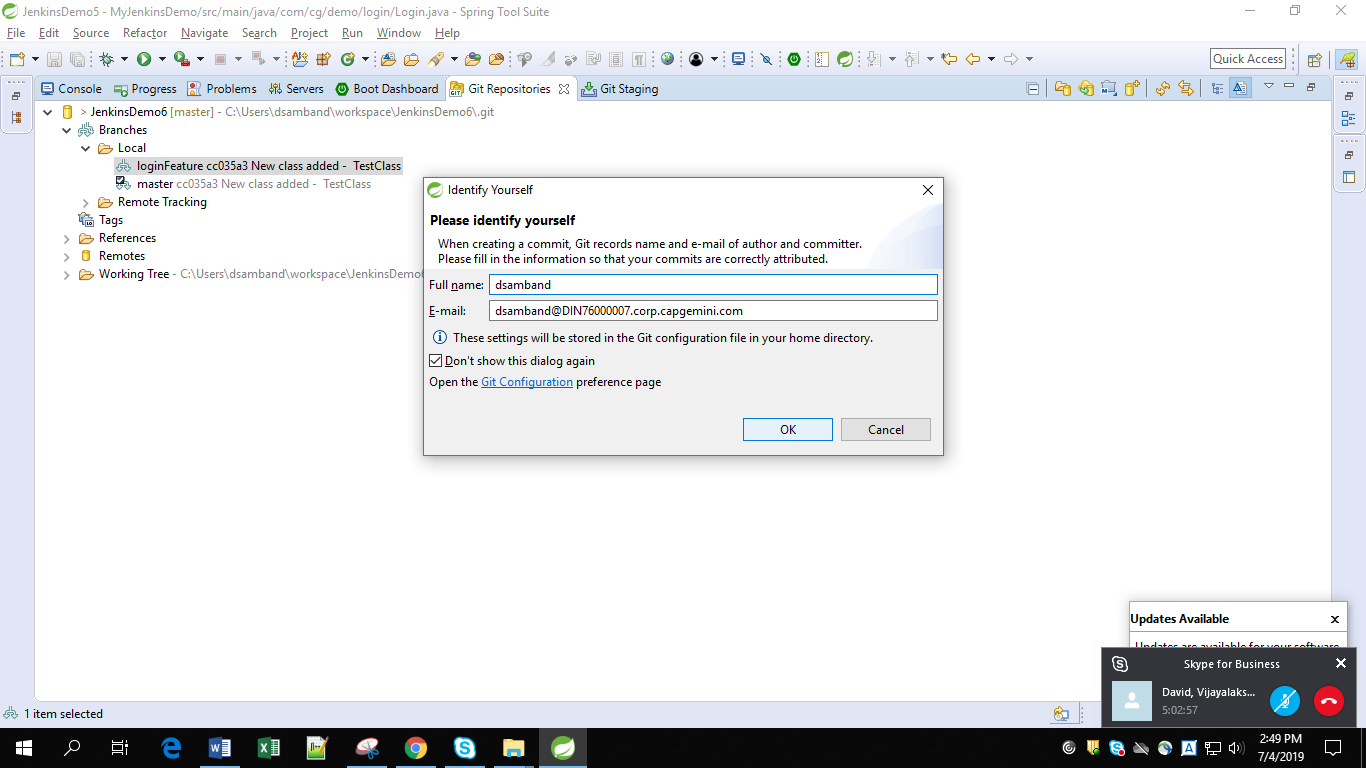 JenkinsDemo5 - MyJenkinsDemo/src/main/java/com/cg/demo/login/Login.java - Spring Tool Suite
File Edit Source Refactor Navigate Search Project Run Window Help
Quick Access
Console Progress Problems Servers Boot Dashboard Git Repositories Git Staging
> JenkinsDemo6 [master] - C:\Users\dsamband\workspace\JenkinsDemo6\.git
Branches
Local
loginFeature cc035a3 New class added - TestClass
master cc035a3 New class added - TestClass
Remote Tracking
Tags
References
Remotes
Working Tree - C:\Users\dsamband\workspace\JenkinsDemo6
Identify Yourself
Please identify yourself
When creating a commit, Git records name and e-mail of author and committer.
Please fill in the information so that your commits are correctly attributed.
Full name: dsamband
E-mail: dsamband@DIN76000007.corp.capgemini.com
These settings will be stored in the Git configuration file in your home directory.
Don't show this dialog again
Open the Git Configuration preference page
OK Cancel
Updates Available x
Updates are available for your software
Skype for Business
David, Vijayalaks...
5:02:57
1 item selected
2:49 PM
7/4/2019